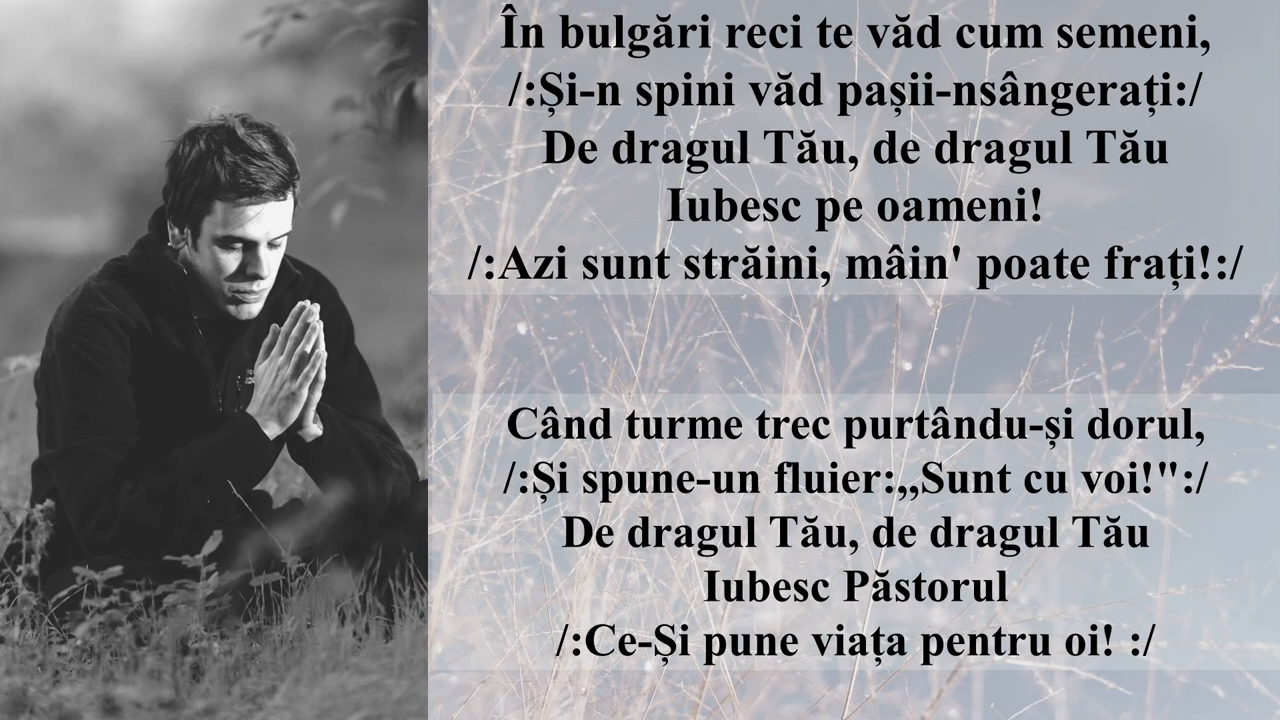 În bulgări reci te văd cum semeni,
/:Și-n spini văd pașii-nsângerați:/
De dragul Tău, de dragul Tău
Iubesc pe oameni!
/:Azi sunt străini, mâin' poate frați!:/
Când turme trec purtându-și dorul,
/:Și spune-un fluier:,,Sunt cu voi!":/
De dragul Tău, de dragul Tău
Iubesc Păstorul
/:Ce-Și pune viața pentru oi! :/